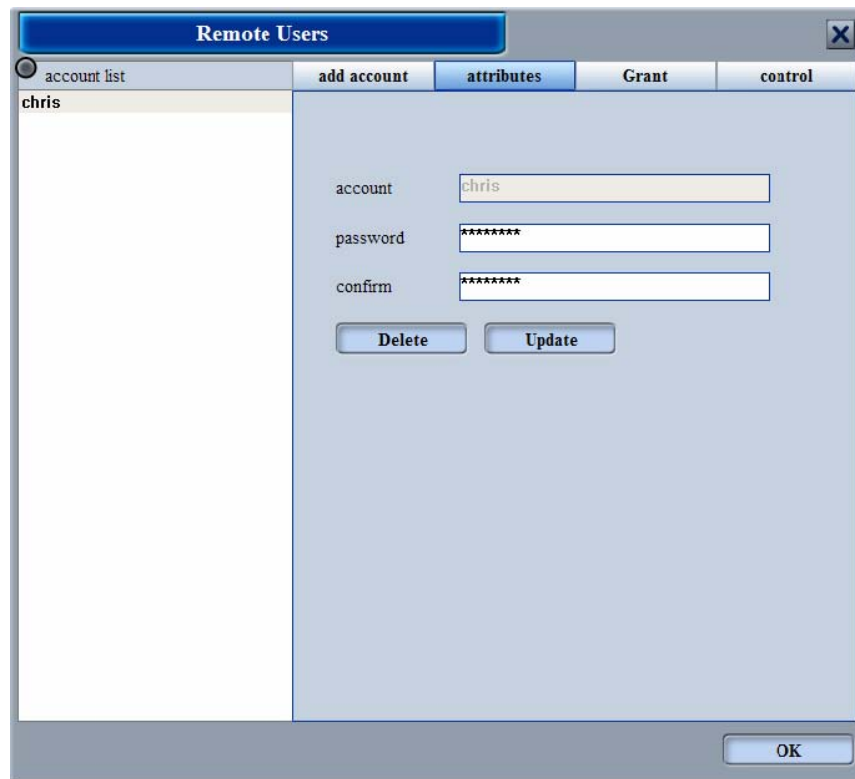 Remote Users
account list
add account attributes Grant control
chris
account chris
password ********
confirm ********
Delete Update
OK